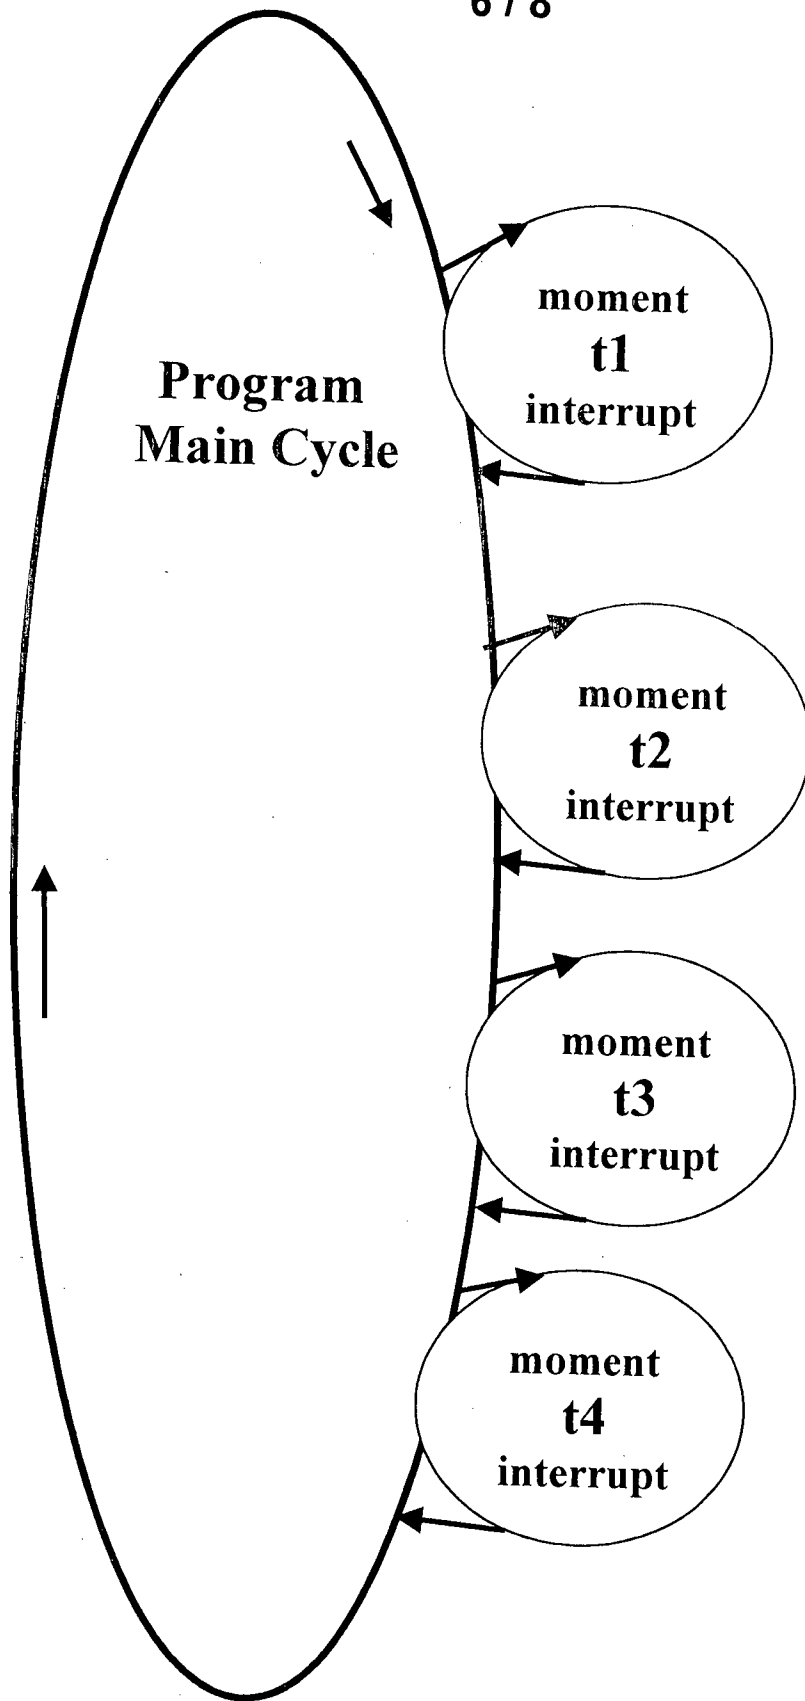 6 / 8
Program
Main Cycle
moment
t1
interrupt
moment
t2
interrupt
moment
t3
interrupt
moment
t4
interrupt